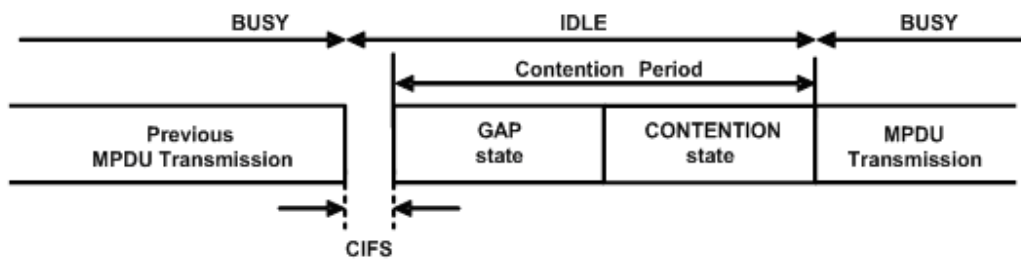 BUSY
IDLE
BUSY
Contention Period
Previous
MPDU Transmission
GAP
state
CONTENTION
state
MPDU
Transmission
CIFS